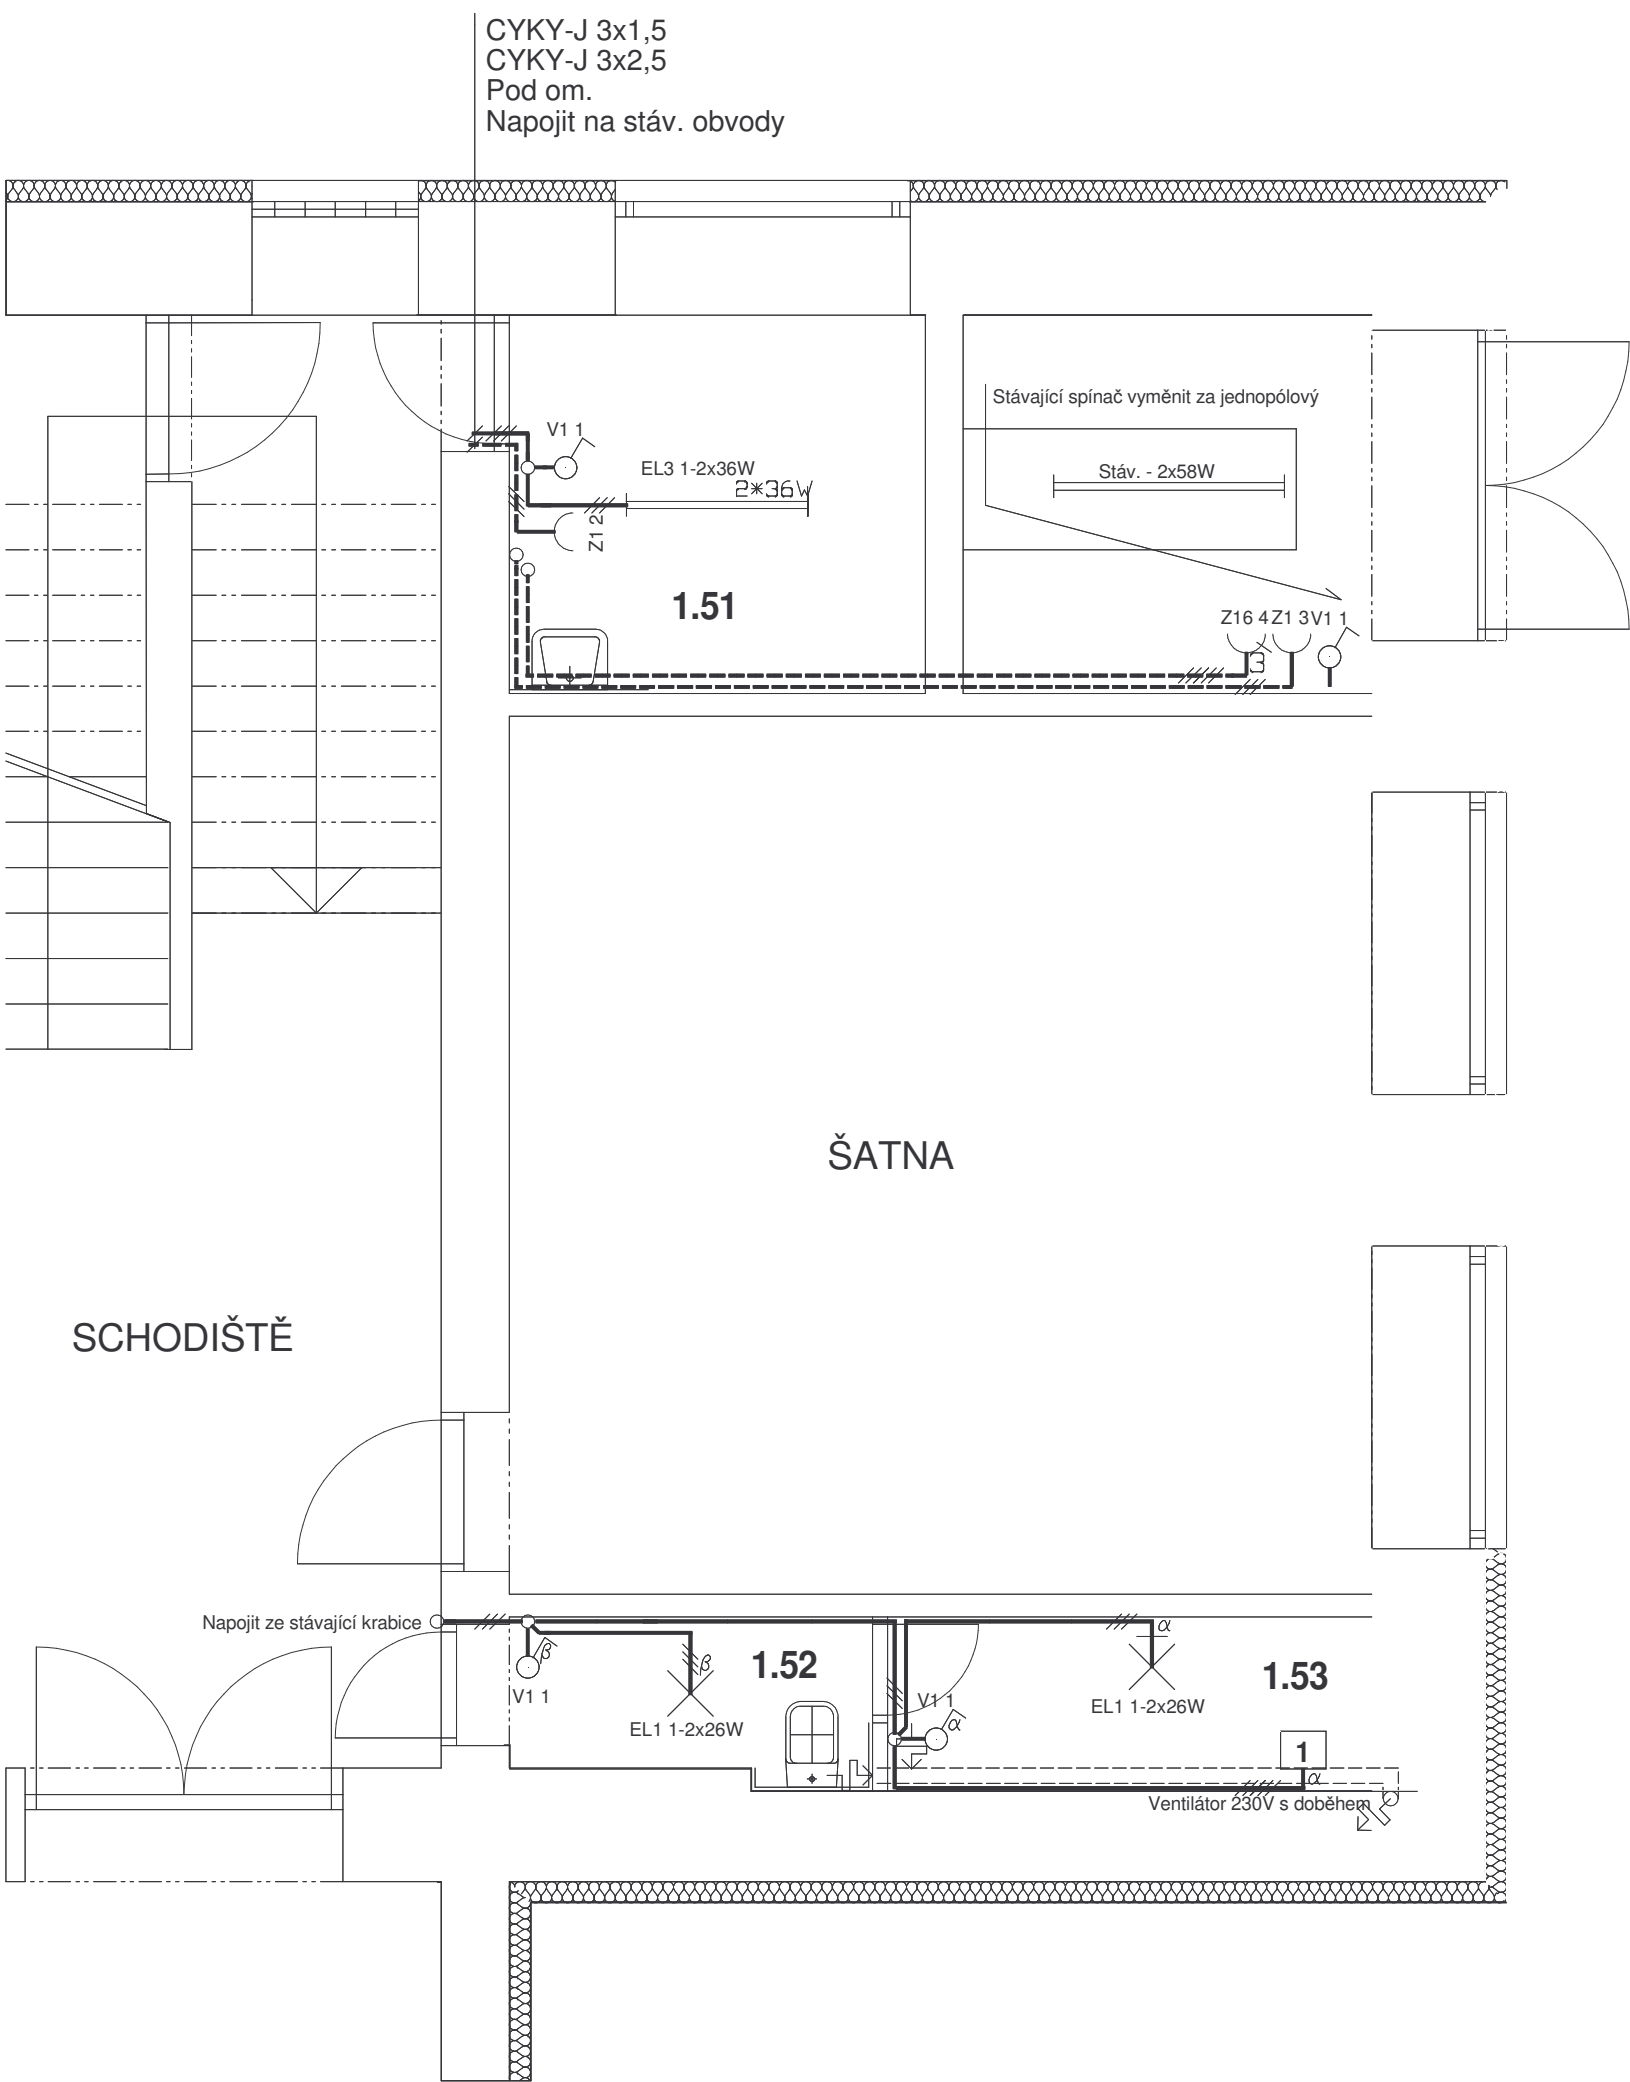 CYKY-J 3x1,5
CYKY-J 3x2,5
Pod om.
Napojit na stáv. obvody
Stávající spínač vyměnit za jednopólový
V1 1
EL3 1-2x36W
2*36W
Stáv. - 2x58W
Z1 2
1.51
Z16 4 Z1 3 V1 1
3
ŠATNA
SCHODIŠTĚ
Napojit ze stávající krabice
β
V1 1
β
EL1 1-2x26W
1.52
V1 1
α
α
EL1 1-2x26W
1.53
1
α
Ventilátor 230V s doběhem